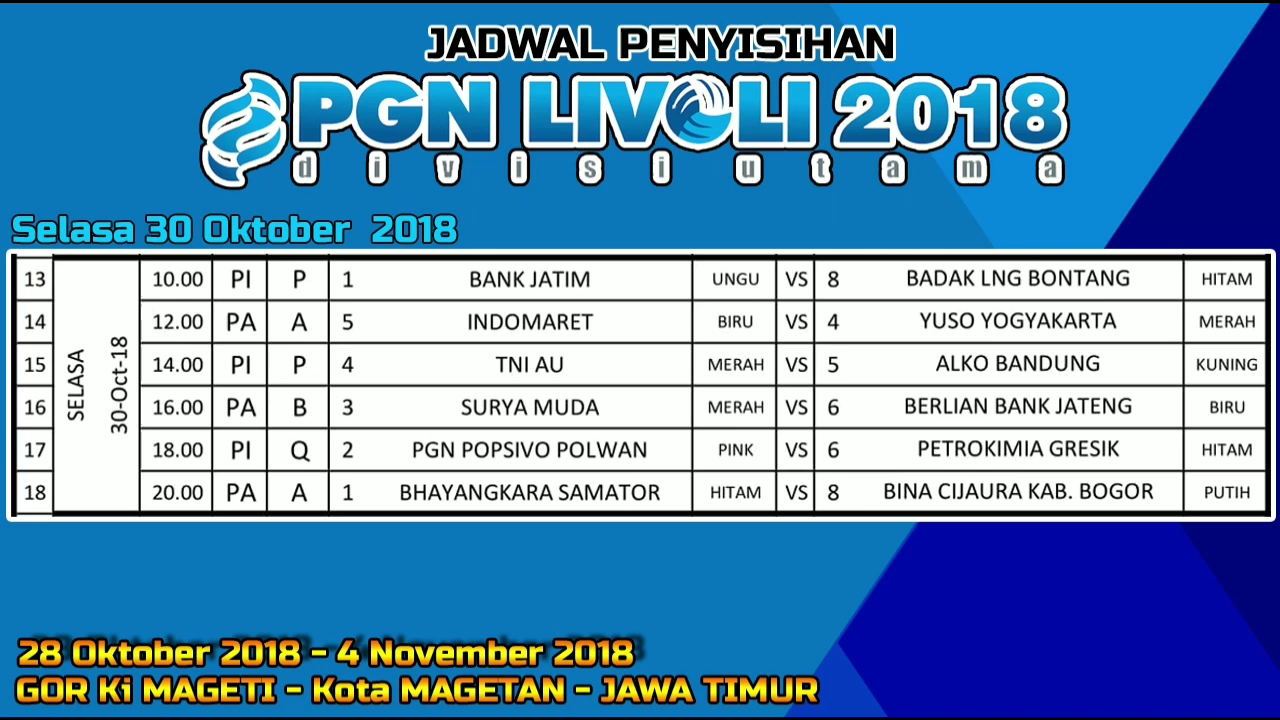 JADWAL PENYISIHAN
PGN LIVOLI 2018
divisi utama
Selasa 30 Oktober 2018
SELASA 30-Oct-18
13 10.00 PI P 1 BANK JATIM UNGU VS 8 BADAK LNG BONTANG HITAM
14 12.00 PA A 5 INDOMARET BIRU VS 4 YUSO YOGYAKARTA MERAH
15 14.00 PI P 4 TNI AU MERAH VS 5 ALKO BANDUNG KUNING
16 16.00 PA B 3 SURYA MUDA MERAH VS 6 BERLIAN BANK JATENG BIRU
17 18.00 PI Q 2 PGN POPSIVO POLWAN PINK VS 6 PETROKIMIA GRESIK HITAM
18 20.00 PA A 1 BHAYANGKARA SAMATOR HITAM VS 8 BINA CIJAURA KAB. BOGOR PUTIH
28 Oktober 2018 - 4 November 2018
GOR Ki MAGETI - Kota MAGETAN - JAWA TIMUR